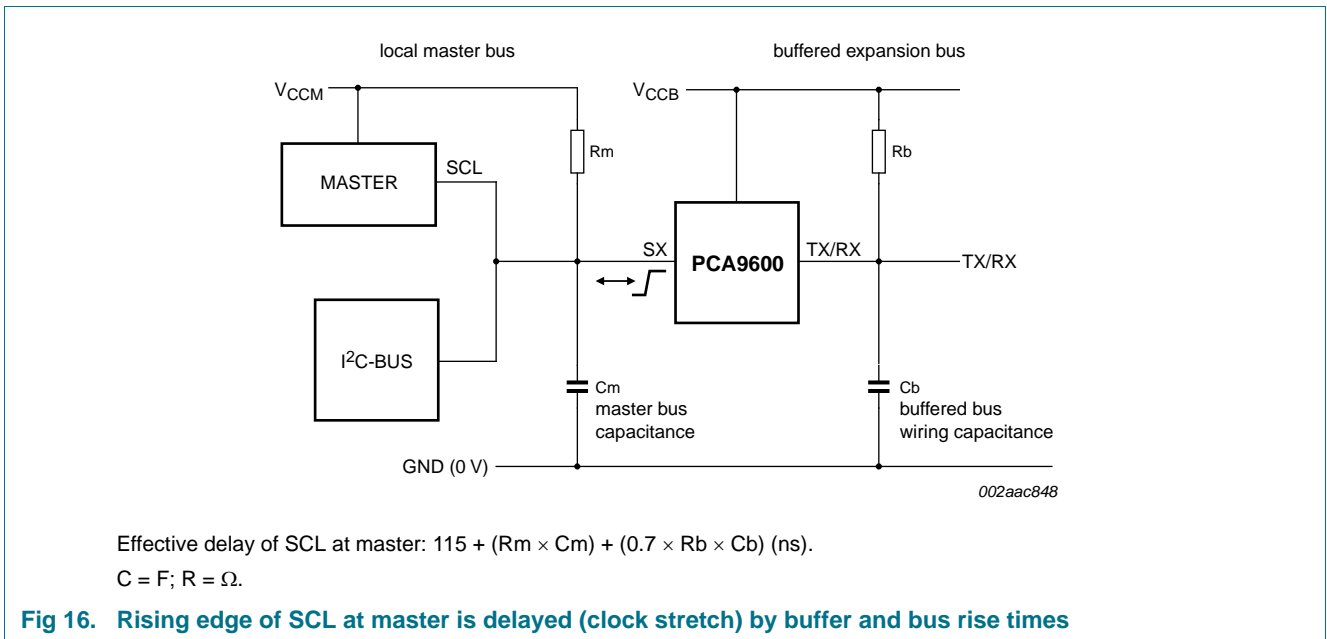 local master bus
buffered expansion bus
VCCM
VCCB
Rm
Rb
MASTER
SCL
SX
PCA9600
TX/RX
TX/RX
I2C-BUS
Cm
master bus
capacitance
Cb
buffered bus
wiring capacitance
GND (0 V)
002aac848
Effective delay of SCL at master: 115 + (Rm × Cm) + (0.7 × Rb × Cb) (ns).
C = F; R = Ω.
Fig 16. Rising edge of SCL at master is delayed (clock stretch) by buffer and bus rise times